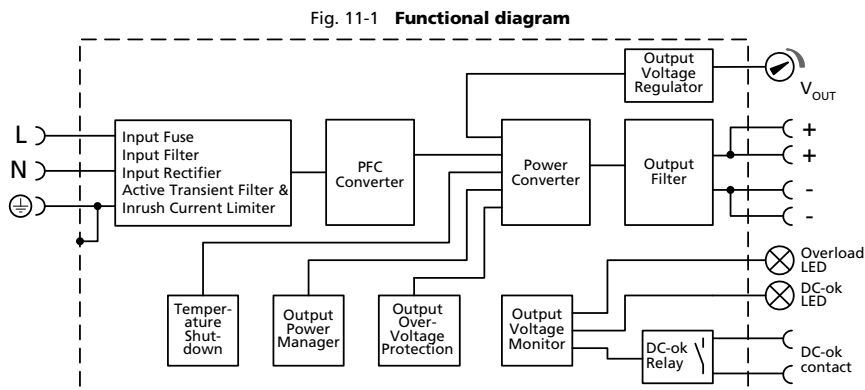 Fig. 11-1 Functional diagram
Output
Voltage
Regulator
VOUT
L
N
Input Fuse
Input Filter
Input Rectifier
Active Transient Filter &
Inrush Current Limiter
PFC
Converter
Power
Converter
Output
Filter
+
+
-
-
Overload
LED
DC-ok
LED
Temper-
ature
Shut-
down
Output
Power
Manager
Output
Over-
Voltage
Protection
Output
Voltage
Monitor
DC-ok
Relay
DC-ok
contact